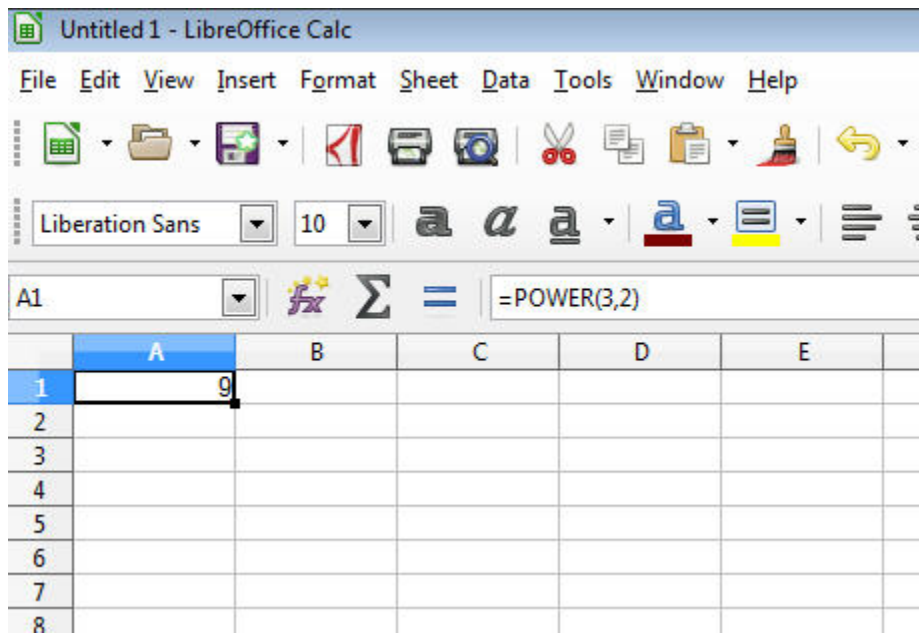 Untitled 1 - LibreOffice Calc
File Edit View Insert Format Sheet Data Tools Window Help
Liberation Sans 10 a a a a
A1 fx Σ = =POWER(3,2)
A B C D E
1 9
2
3
4
5
6
7
8